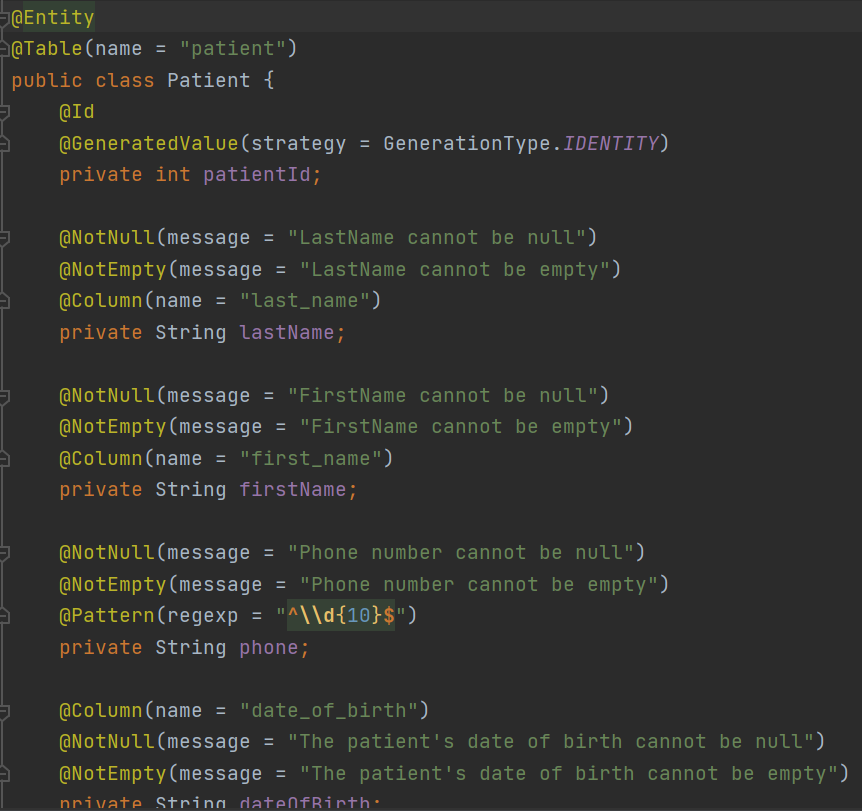 @Entity
@Table(name = "patient")
public class Patient {
@Id
@GeneratedValue(strategy = GenerationType.IDENTITY)
private int patientId;
@NotNull(message = "LastName cannot be null")
@NotEmpty(message = "LastName cannot be empty")
@Column(name = "last_name")
private String lastName;
@NotNull(message = "FirstName cannot be null")
@NotEmpty(message = "FirstName cannot be empty")
@Column(name = "first_name")
private String firstName;
@NotNull(message = "Phone number cannot be null")
@NotEmpty(message = "Phone number cannot be empty")
@Pattern(regexp = "^\\d{10}$")
private String phone;
@Column(name = "date_of_birth")
@NotNull(message = "The patient's date of birth cannot be null")
@NotEmpty(message = "The patient's date of birth cannot be empty")
private String dateOfBirth;